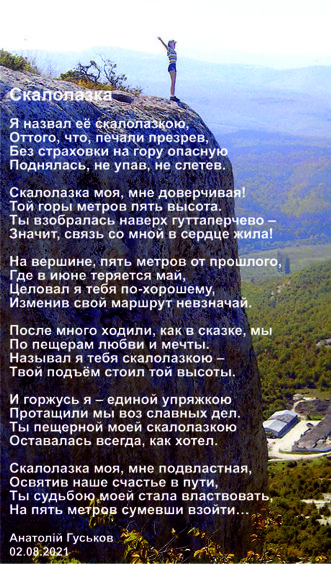 Скалолазка
Я назвал её скалолазкою,
Оттого, что, печали презрев,
Без страховки на гору опасную
Поднялась, не упав, не слетев.
Скалолазка моя, мне доверчивая!
Той горы метров пять высота.
Ты взобралась наверх гуттаперчево –
Значит, связь со мной в сердце жила!
На вершине, пять метров от прошлого,
Где в июне теряется май,
Целовал я тебя по-хорошему,
Изменив свой маршрут невзначай.
После много ходили, как в сказке, мы
По пещерам любви и мечты.
Называл я тебя скалолазкою –
Твой подъём стоил той высоты.
И горжусь я – единой упряжкою
Протащили мы воз славных дел.
Ты пещерной моей скалолазкою
Оставалась всегда, как хотел.
Скалолазка моя, мне подвластная,
Освятив наше счастье в пути,
Ты судьбою моей стала властвовать,
На пять метров сумевши взойти...
Анатолій Гуськов
02.08.2021